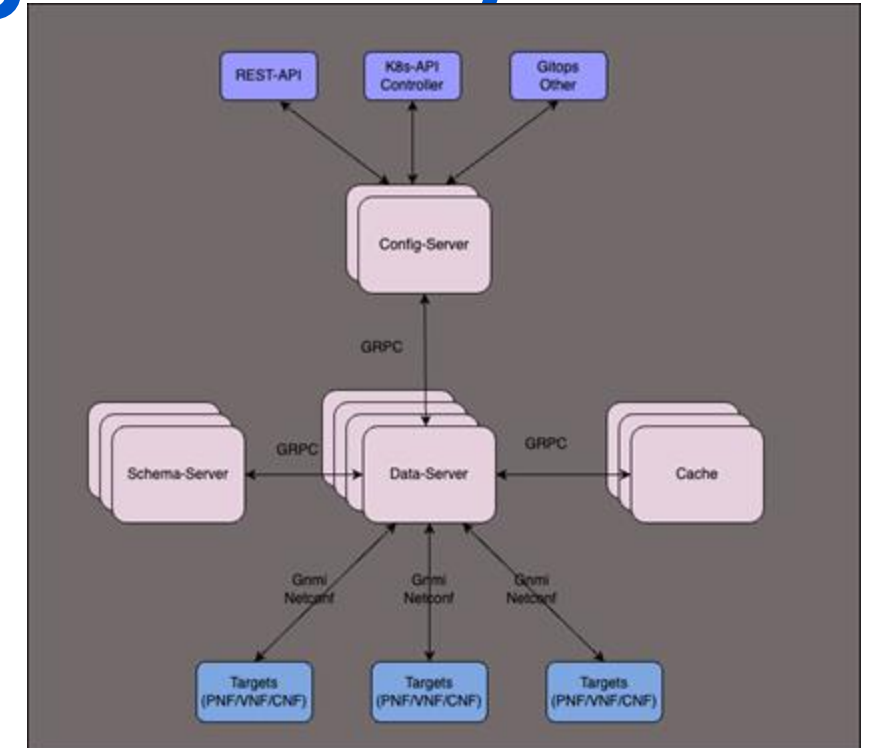 REST-API
K8s-API
Controller
Gitops
Other
Config-Server
GRPC
GRPC
GRPC
Schema-Server
Data-Server
Cache
Gnmi
Netconf
Gnmi
Netconf
Gnmi
Netconf
Targets
(PNF/VNF/CNF)
Targets
(PNF/VNF/CNF)
Targets
(PNF/VNF/CNF)